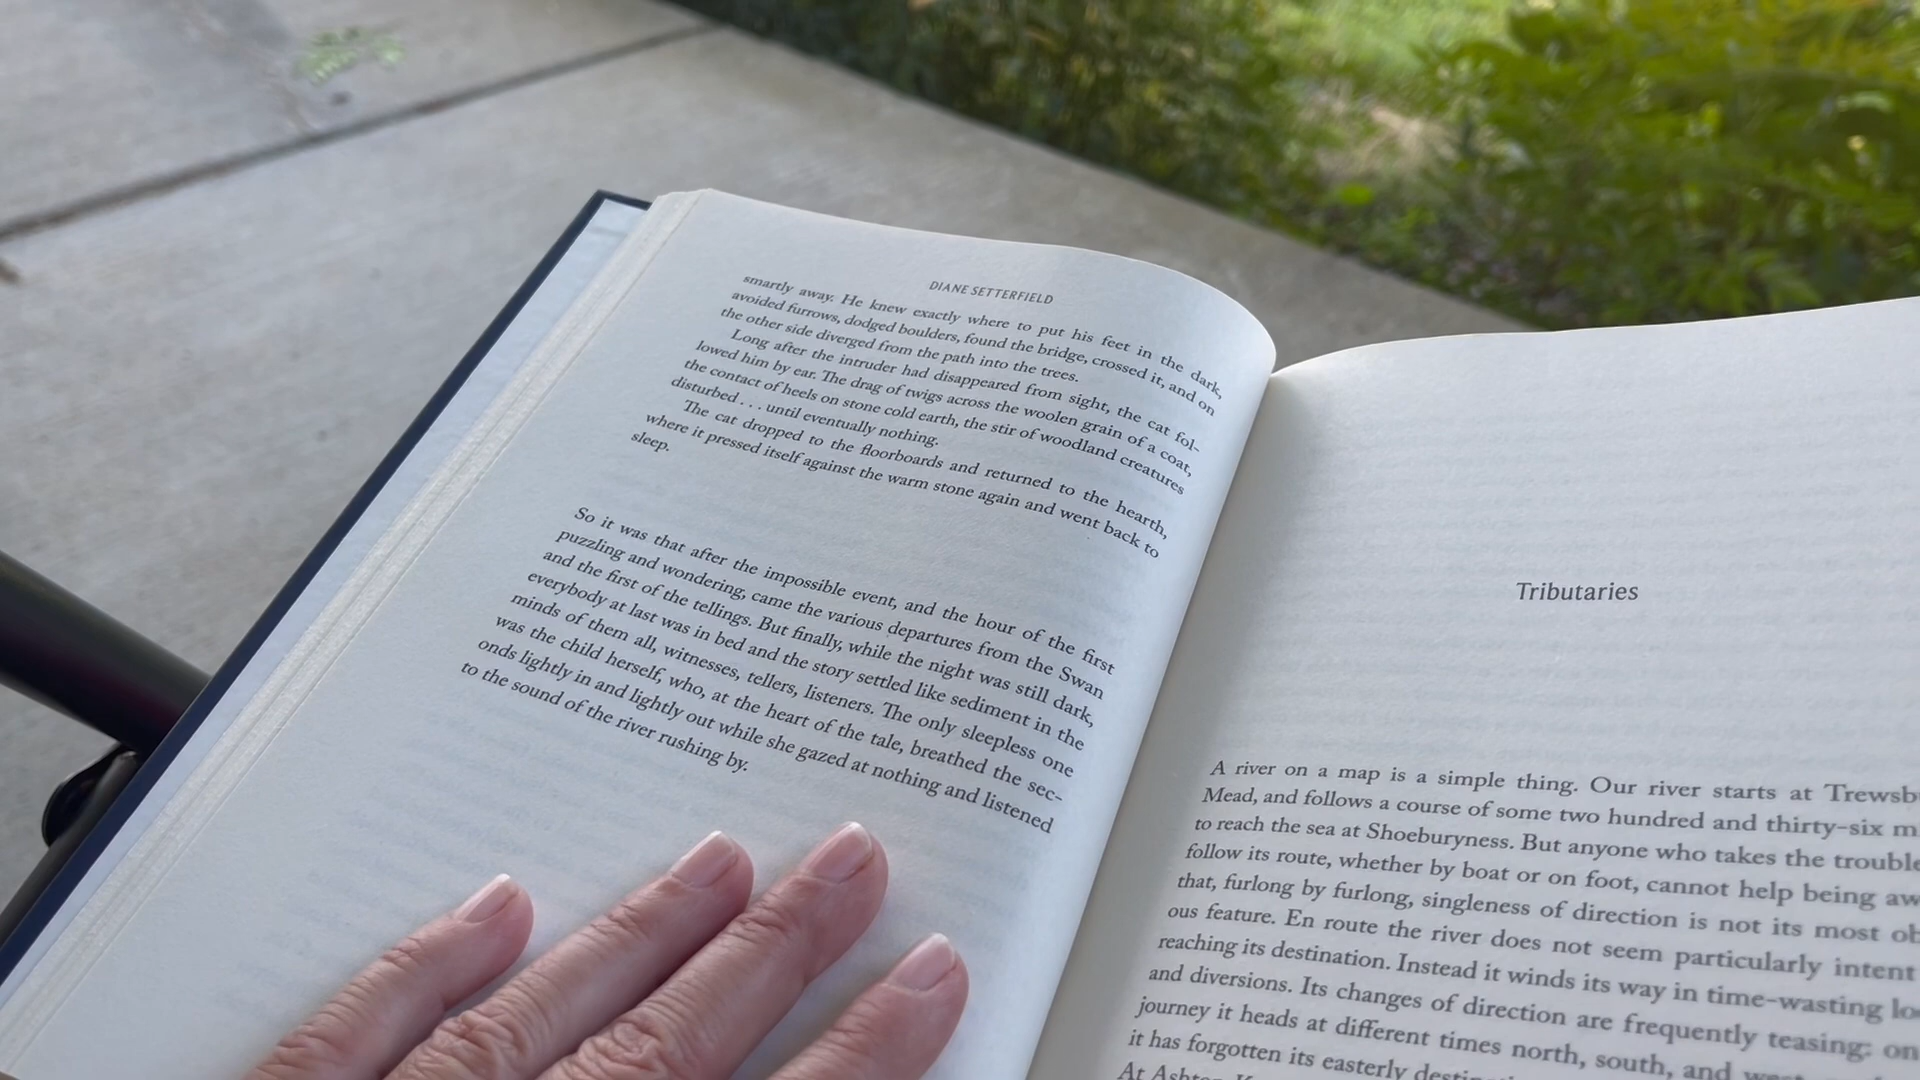 DIANE SETTERFIELD
smartly away. He knew exactly where to put his feet in the dark,
avoided furrows, dodged boulders, found the bridge, crossed it, and on
the other side diverged from the path into the trees.
Long after the intruder had disappeared from sight, the cat fol-
lowed him by ear. The drag of twigs across the woolen grain of a coat,
the contact of heels on stone cold earth, the stir of woodland creatures
disturbed . . . until eventually nothing.
The cat dropped to the floorboards and returned to the hearth,
where it pressed itself against the warm stone again and went back to
sleep.
So it was that after the impossible event, and the hour of the first
puzzling and wondering, came the various departures from the Swan
and the first of the tellings. But finally, while the night was still dark,
everybody at last was in bed and the story settled like sediment in the
minds of them all, witnesses, tellers, listeners. The only sleepless one
was the child herself, who, at the heart of the tale, breathed the sec-
onds lightly in and lightly out while she gazed at nothing and listened
to the sound of the river rushing by.
Tributaries
A river on a map is a simple thing. Our river starts at Trewsb
Mead, and follows a course of some two hundred and thirty-six m
to reach the sea at Shoeburyness. But anyone who takes the trouble
follow its route, whether by boat or on foot, cannot help being aw
that, furlong by furlong, singleness of direction is not its most ob
ous feature. En route the river does not seem particularly intent
reaching its destination. Instead it winds its way in time-wasting lo
and diversions. Its changes of direction are frequently teasing: on
journey it heads at different times north, south, and
it has forgotten its easterly
At